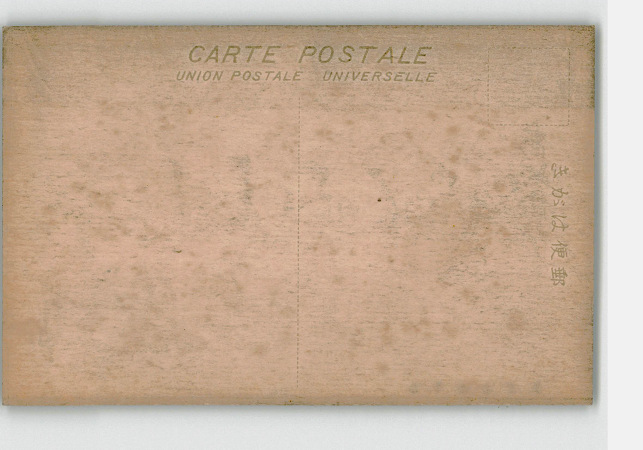 CARTE POSTALE
UNION POSTALE UNIVERSELLE
きがは便郵